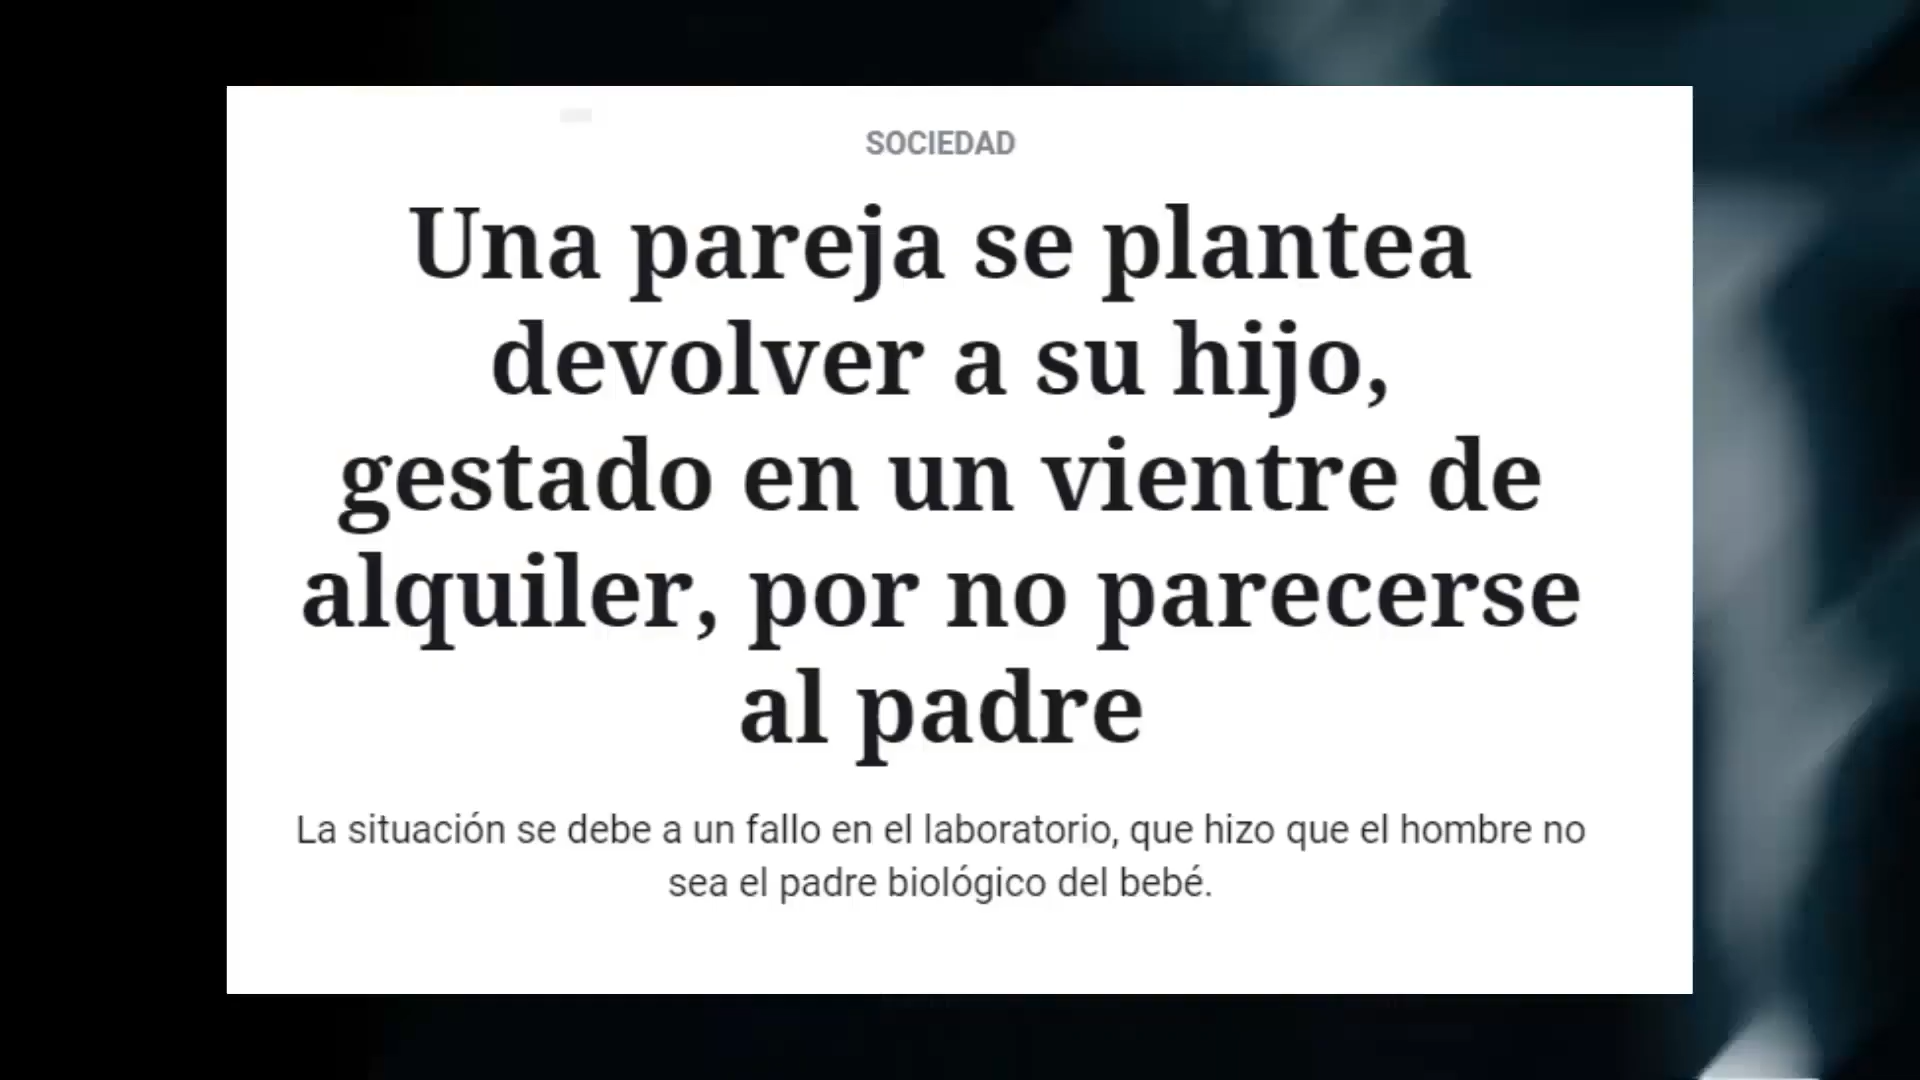 SOCIEDAD
Una pareja se plantea
devolver a su hijo,
gestado en un vientre de
alquiler, por no parecerse
al padre
La situación se debe a un fallo en el laboratorio, que hizo que el hombre no
sea el padre biológico del bebé.